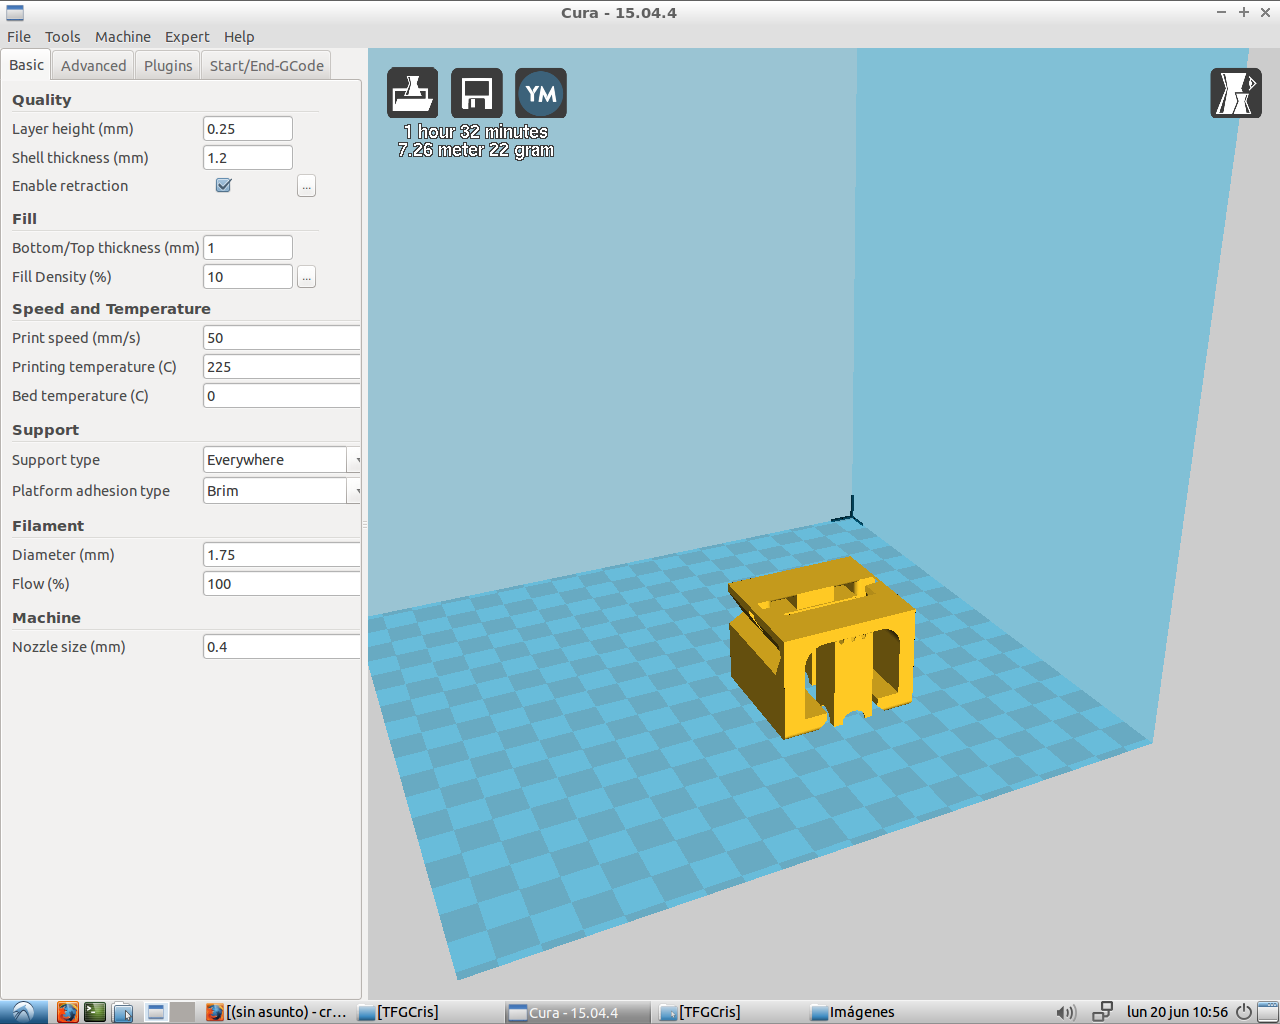 Cura - 15.04.4
File Tools Machine Expert Help
Basic Advanced Plugins Start/End-GCode
Quality
Layer height (mm) 0.25
Shell thickness (mm) 1.2
Enable retraction ...
Fill
Bottom/Top thickness (mm) 1
Fill Density (%) 10 ...
Speed and Temperature
Print speed (mm/s) 50
Printing temperature (C) 225
Bed temperature (C) 0
Support
Support type Everywhere
Platform adhesion type Brim
Filament
Diameter (mm) 1.75
Flow (%) 100
Machine
Nozzle size (mm) 0.4
YM
1 hour 32 minutes
7.26 meter 22 gram
[(sin asunto) - cr... [TFGCris] Cura - 15.04.4 [TFGCris] Imágenes lun 20 jun 10:56